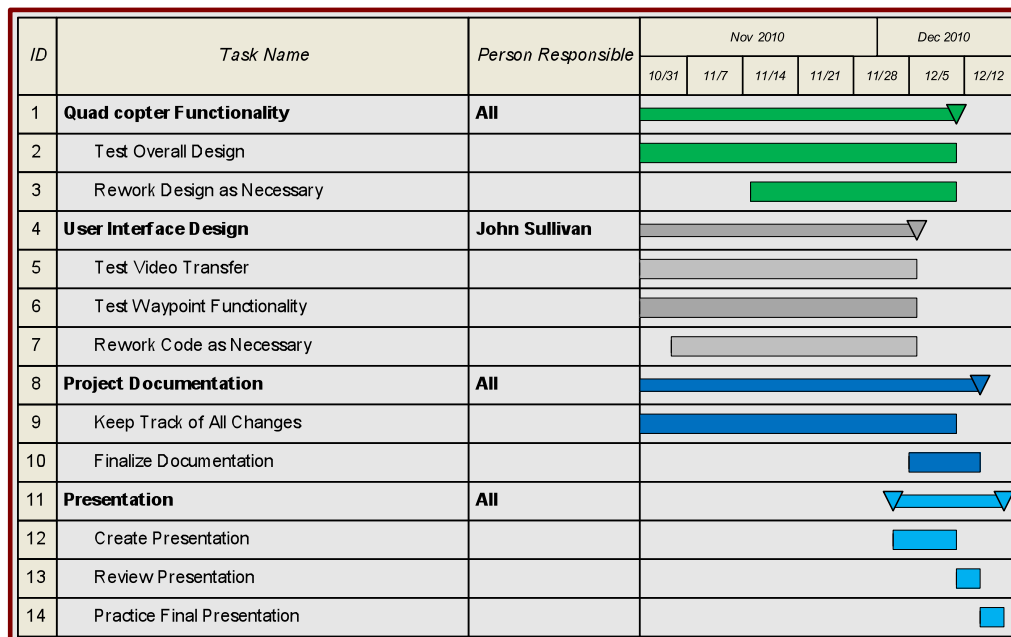 ID Task Name Person Responsible Nov 2010 Dec 2010
10/31 11/7 11/14 11/21 11/28 12/5 12/12
1 Quad copter Functionality All
2 Test Overall Design
3 Rework Design as Necessary
4 User Interface Design John Sullivan
5 Test Video Transfer
6 Test Waypoint Functionality
7 Rework Code as Necessary
8 Project Documentation All
9 Keep Track of All Changes
10 Finalize Documentation
11 Presentation All
12 Create Presentation
13 Review Presentation
14 Practice Final Presentation